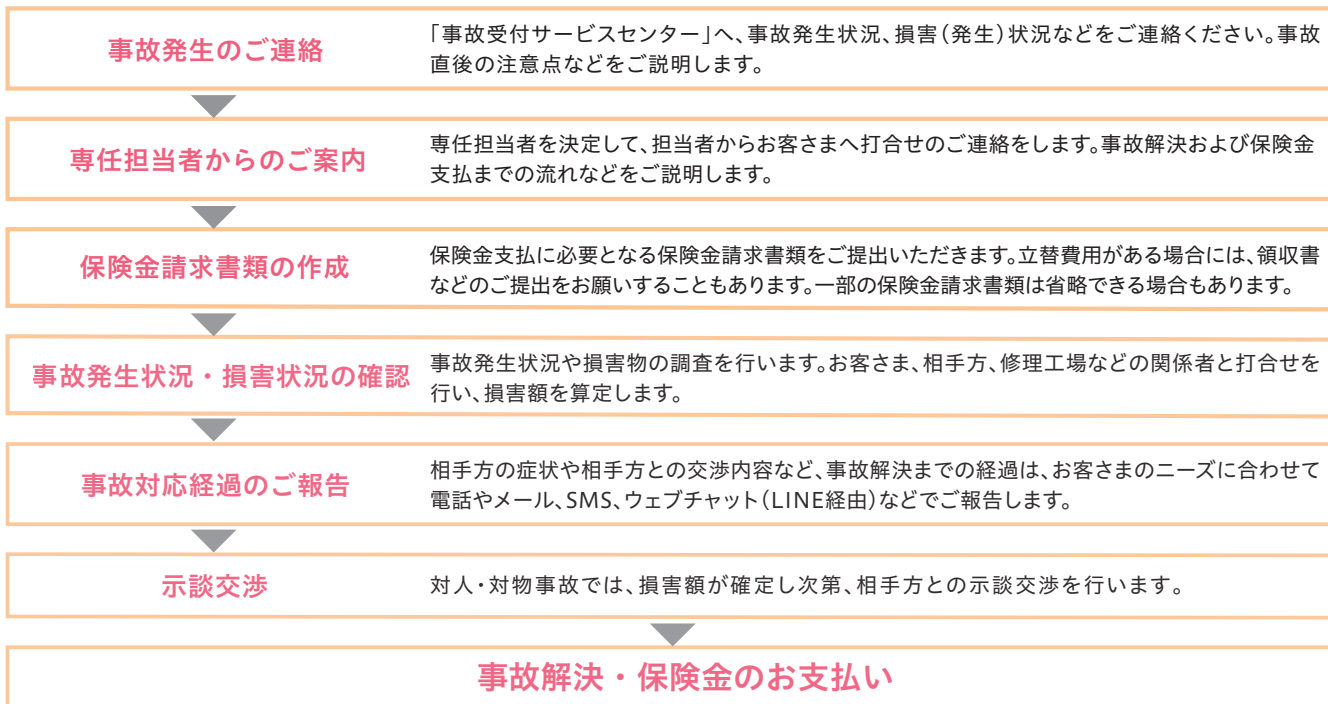 事故発生のご連絡
「事故受付サービスセンター」へ、事故発生状況、損害(発生)状況などをご連絡ください。事故
直後の注意点などをご説明します。
専任担当者からのご案内
専任担当者を決定して、担当者からお客さまへ打合せのご連絡をします。事故解決および保険金
支払までの流れなどをご説明します。
保険金請求書類の作成
保険金支払に必要となる保険金請求書類をご提出いただきます。立替費用がある場合には、領収書
などのご提出をお願いすることもあります。一部の保険金請求書類は省略できる場合もあります。
事故発生状況・損害状況の確認
事故発生状況や損害物の調査を行います。お客さま、相手方、修理工場などの関係者と打合せを
行い、損害額を算定します。
事故対応経過のご報告
相手方の症状や相手方との交渉内容など、事故解決までの経過は、お客さまのニーズに合わせて
電話やメール、SMS、ウェブチャット(LINE経由)などでご報告します。
示談交渉
対人・対物事故では、損害額が確定し次第、相手方との示談交渉を行います。
事故解決・保険金のお支払い